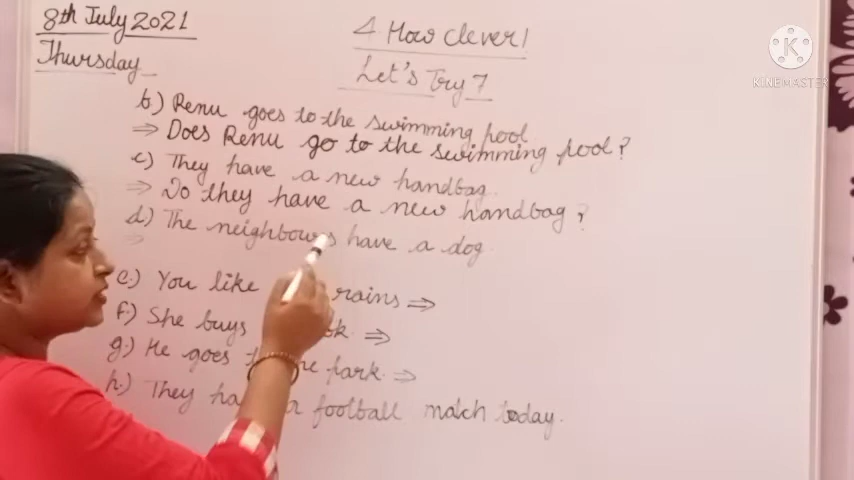 8th July 2021
Thursday
4 How clever!
Let's Try 7
KINEMASTER
b.) Renu goes to the swimming pool.
⇒ Does Renu go to the swimming pool?
c) They have a new handbag.
⇒ Do they have a new handbag?
d) The neighbours have a dog.
⇒
e.) You like rains ⇒
f.) She buys ⇒
g.) He goes park. ⇒
h.) They football match today.